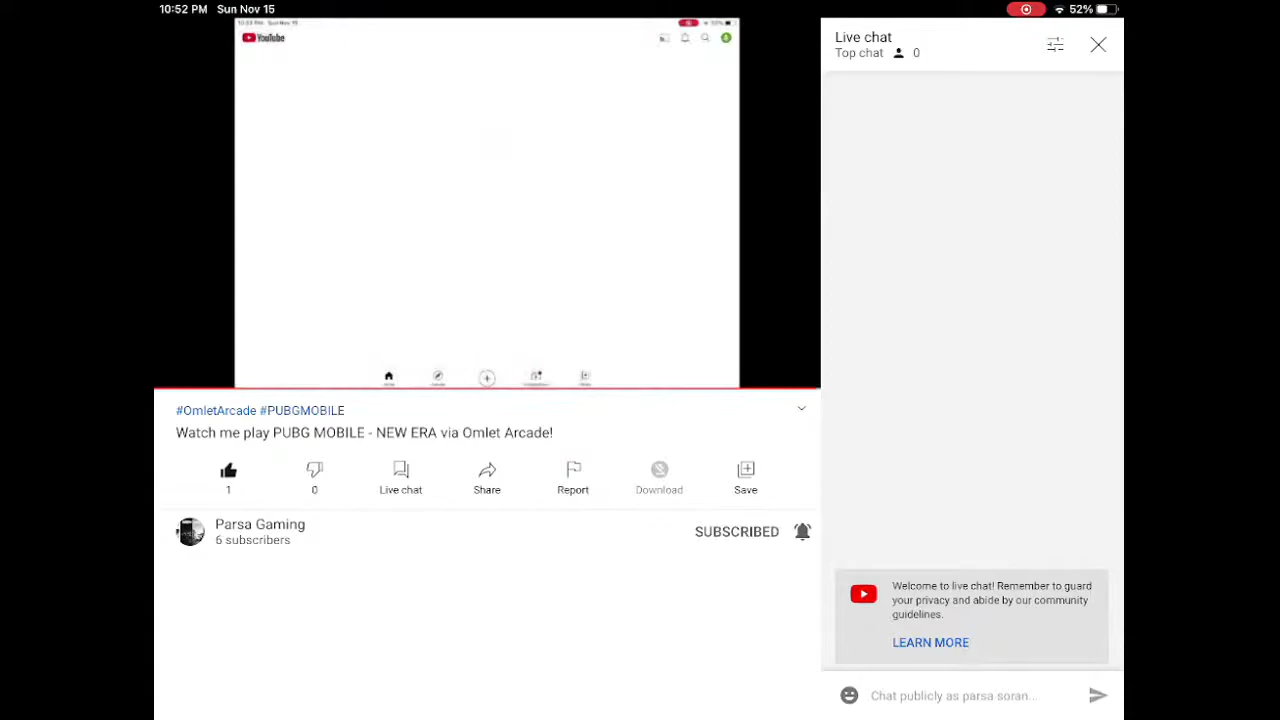 10:52 PM Sun Nov 15
52%
YouTube
#OmletArcade #PUBGMOBILE
Watch me play PUBG MOBILE - NEW ERA via Omlet Arcade!
1
0
Live chat
Share
Report
Download
Save
Parsa Gaming
6 subscribers
SUBSCRIBED
Live chat
Top chat 0
Welcome to live chat! Remember to guard
your privacy and abide by our community
guidelines.
LEARN MORE
Chat publicly as parsa soran...